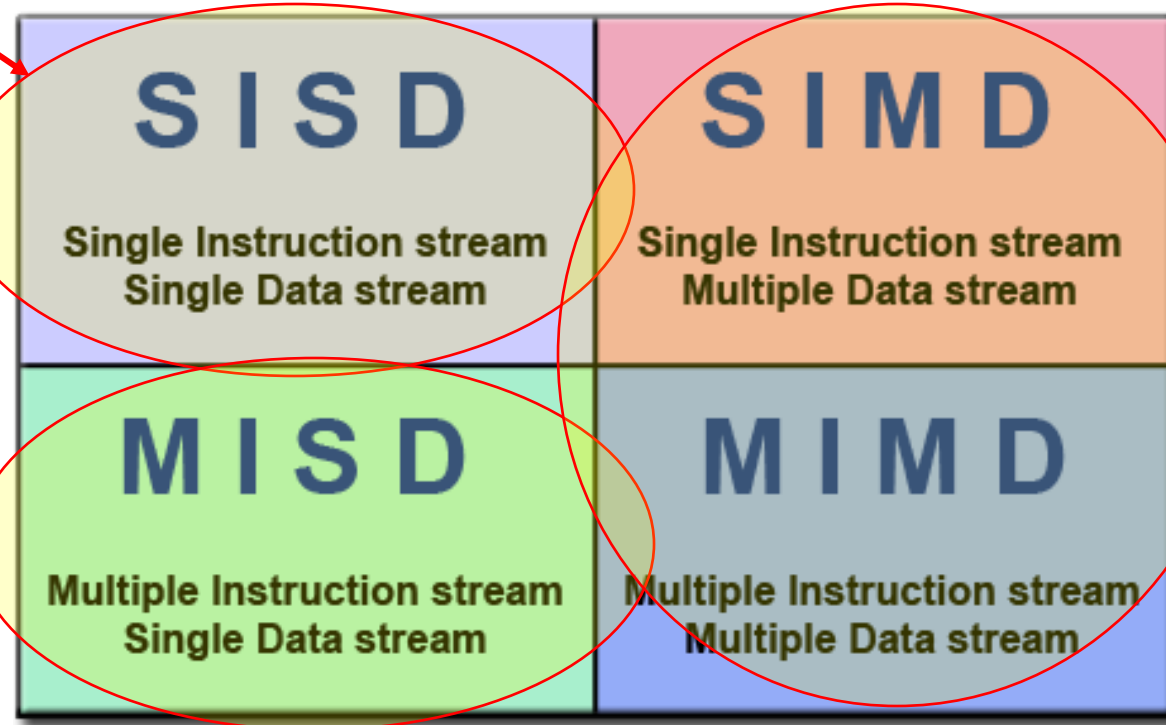 S I S D
Single Instruction stream
Single Data stream
S I M D
Single Instruction stream
Multiple Data stream
M I S D
Multiple Instruction stream
Single Data stream
M I M D
Multiple Instruction stream
Multiple Data stream